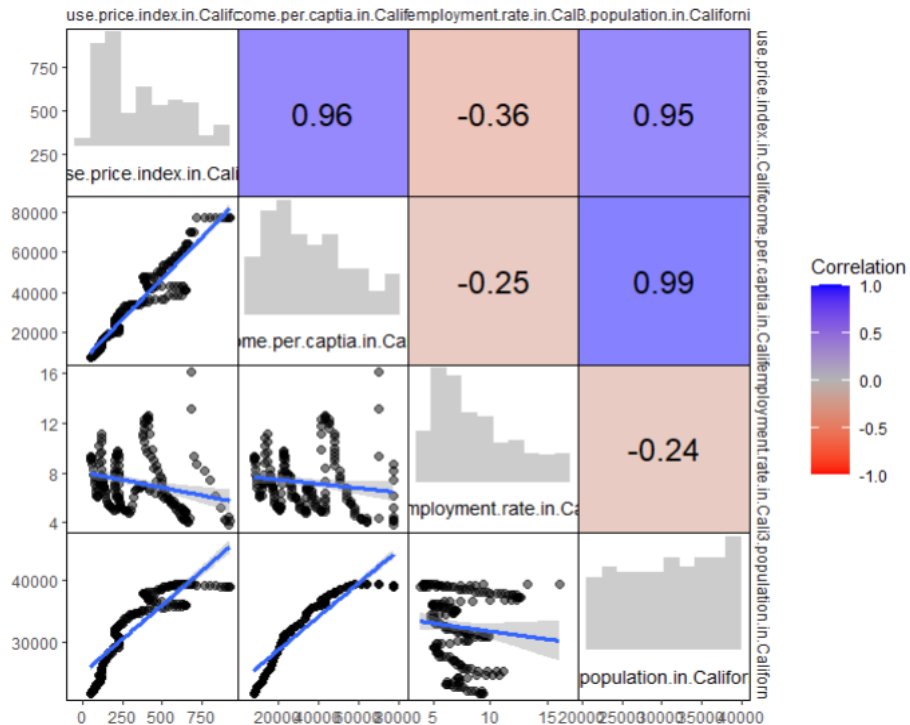 use.price.index.in.Califo
come.per.captia.in.Calif
employment.rate.in.Cal
3.population.in.Californi
750
500
250
se.price.index.in.Cali
0.96
-0.36
0.95
use.price.index.in.Califo
80000
60000
40000
20000
ome.per.captia.in.Ca
-0.25
0.99
come.per.captia.in.Calif
16
12
8
4
mployment.rate.in.Ca
-0.24
employment.rate.in.Cal
40000
30000
population.in.Californ
3.population.in.Californ
0 250 500 750
20000 40000 60000 80000
5 10 15
20000 25000 30000 35000 40000
Correlation
1.0
0.5
0.0
-0.5
-1.0